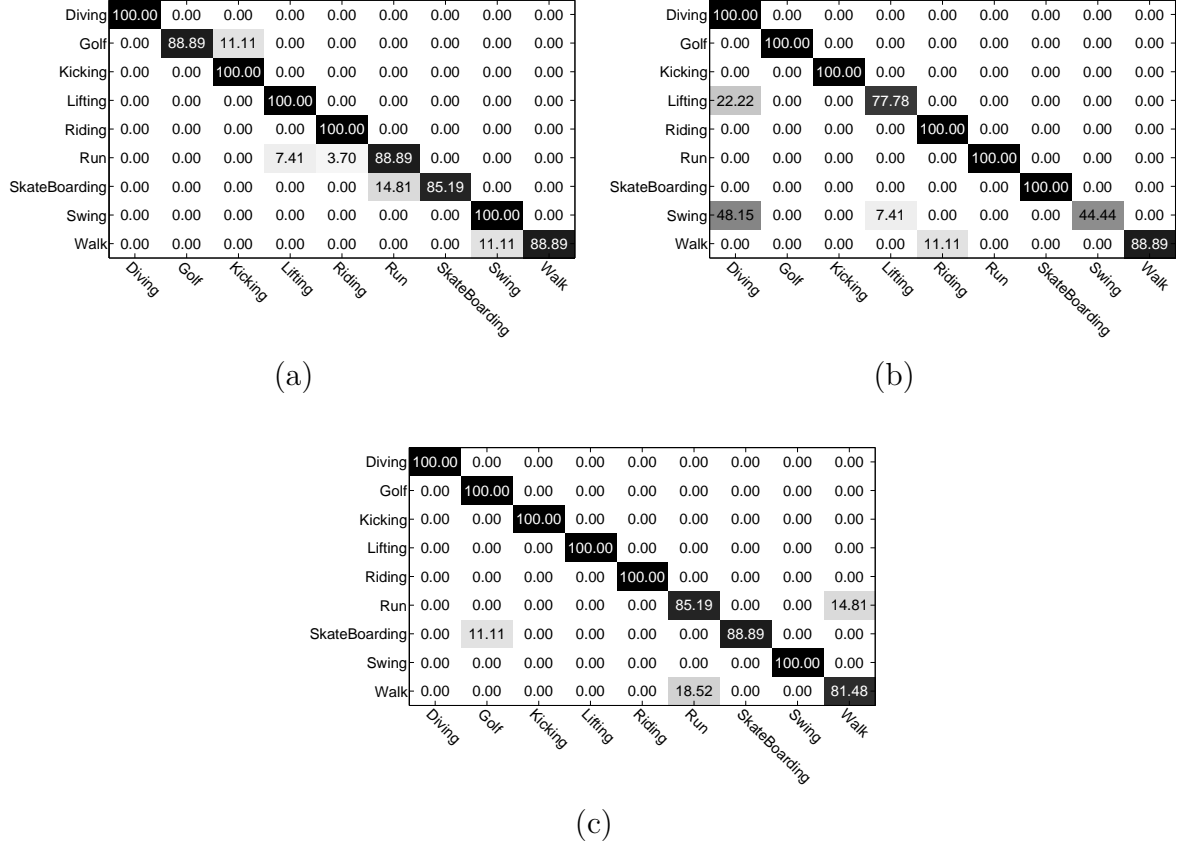 Diving 100.00 0.00 0.00 0.00 0.00 0.00 0.00 0.00 0.00
Golf 0.00 88.89 11.11 0.00 0.00 0.00 0.00 0.00 0.00
Kicking 0.00 0.00 100.00 0.00 0.00 0.00 0.00 0.00 0.00
Lifting 0.00 0.00 0.00 100.00 0.00 0.00 0.00 0.00 0.00
Riding 0.00 0.00 0.00 0.00 100.00 0.00 0.00 0.00 0.00
Run 0.00 0.00 0.00 7.41 3.70 88.89 0.00 0.00 0.00
SkateBoarding 0.00 0.00 0.00 0.00 0.00 14.81 85.19 0.00 0.00
Swing 0.00 0.00 0.00 0.00 0.00 0.00 0.00 100.00 0.00
Walk 0.00 0.00 0.00 0.00 0.00 0.00 0.00 11.11 88.89
Diving Golf Kicking Lifting Riding Run SkateBoarding Swing Walk
(a)
Diving 100.00 0.00 0.00 0.00 0.00 0.00 0.00 0.00 0.00
Golf 0.00 100.00 0.00 0.00 0.00 0.00 0.00 0.00 0.00
Kicking 0.00 0.00 100.00 0.00 0.00 0.00 0.00 0.00 0.00
Lifting 22.22 0.00 0.00 77.78 0.00 0.00 0.00 0.00 0.00
Riding 0.00 0.00 0.00 0.00 100.00 0.00 0.00 0.00 0.00
Run 0.00 0.00 0.00 0.00 0.00 100.00 0.00 0.00 0.00
SkateBoarding 0.00 0.00 0.00 0.00 0.00 0.00 100.00 0.00 0.00
Swing 48.15 0.00 0.00 7.41 0.00 0.00 0.00 44.44 0.00
Walk 0.00 0.00 0.00 0.00 11.11 0.00 0.00 0.00 88.89
Diving Golf Kicking Lifting Riding Run SkateBoarding Swing Walk
(b)
Diving 100.00 0.00 0.00 0.00 0.00 0.00 0.00 0.00 0.00
Golf 0.00 100.00 0.00 0.00 0.00 0.00 0.00 0.00 0.00
Kicking 0.00 0.00 100.00 0.00 0.00 0.00 0.00 0.00 0.00
Lifting 0.00 0.00 0.00 100.00 0.00 0.00 0.00 0.00 0.00
Riding 0.00 0.00 0.00 0.00 100.00 0.00 0.00 0.00 0.00
Run 0.00 0.00 0.00 0.00 0.00 85.19 0.00 0.00 14.81
SkateBoarding 0.00 11.11 0.00 0.00 0.00 0.00 88.89 0.00 0.00
Swing 0.00 0.00 0.00 0.00 0.00 0.00 0.00 100.00 0.00
Walk 0.00 0.00 0.00 0.00 0.00 18.52 0.00 0.00 81.48
Diving Golf Kicking Lifting Riding Run SkateBoarding Swing Walk
(c)